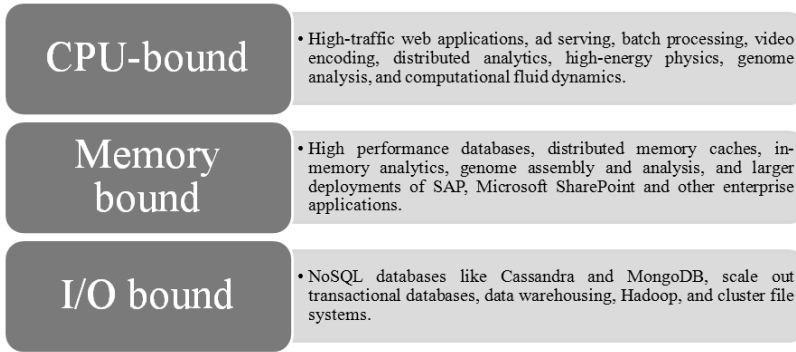 CPU-bound
• High-traffic web applications, ad serving, batch processing, video
encoding, distributed analytics, high-energy physics, genome
analysis, and computational fluid dynamics.
Memory
bound
• High performance databases, distributed memory caches, in-
memory analytics, genome assembly and analysis, and larger
deployments of SAP, Microsoft SharePoint and other enterprise
applications.
I/O bound
• NoSQL databases like Cassandra and MongoDB, scale out
transactional databases, data warehousing, Hadoop, and cluster file
systems.